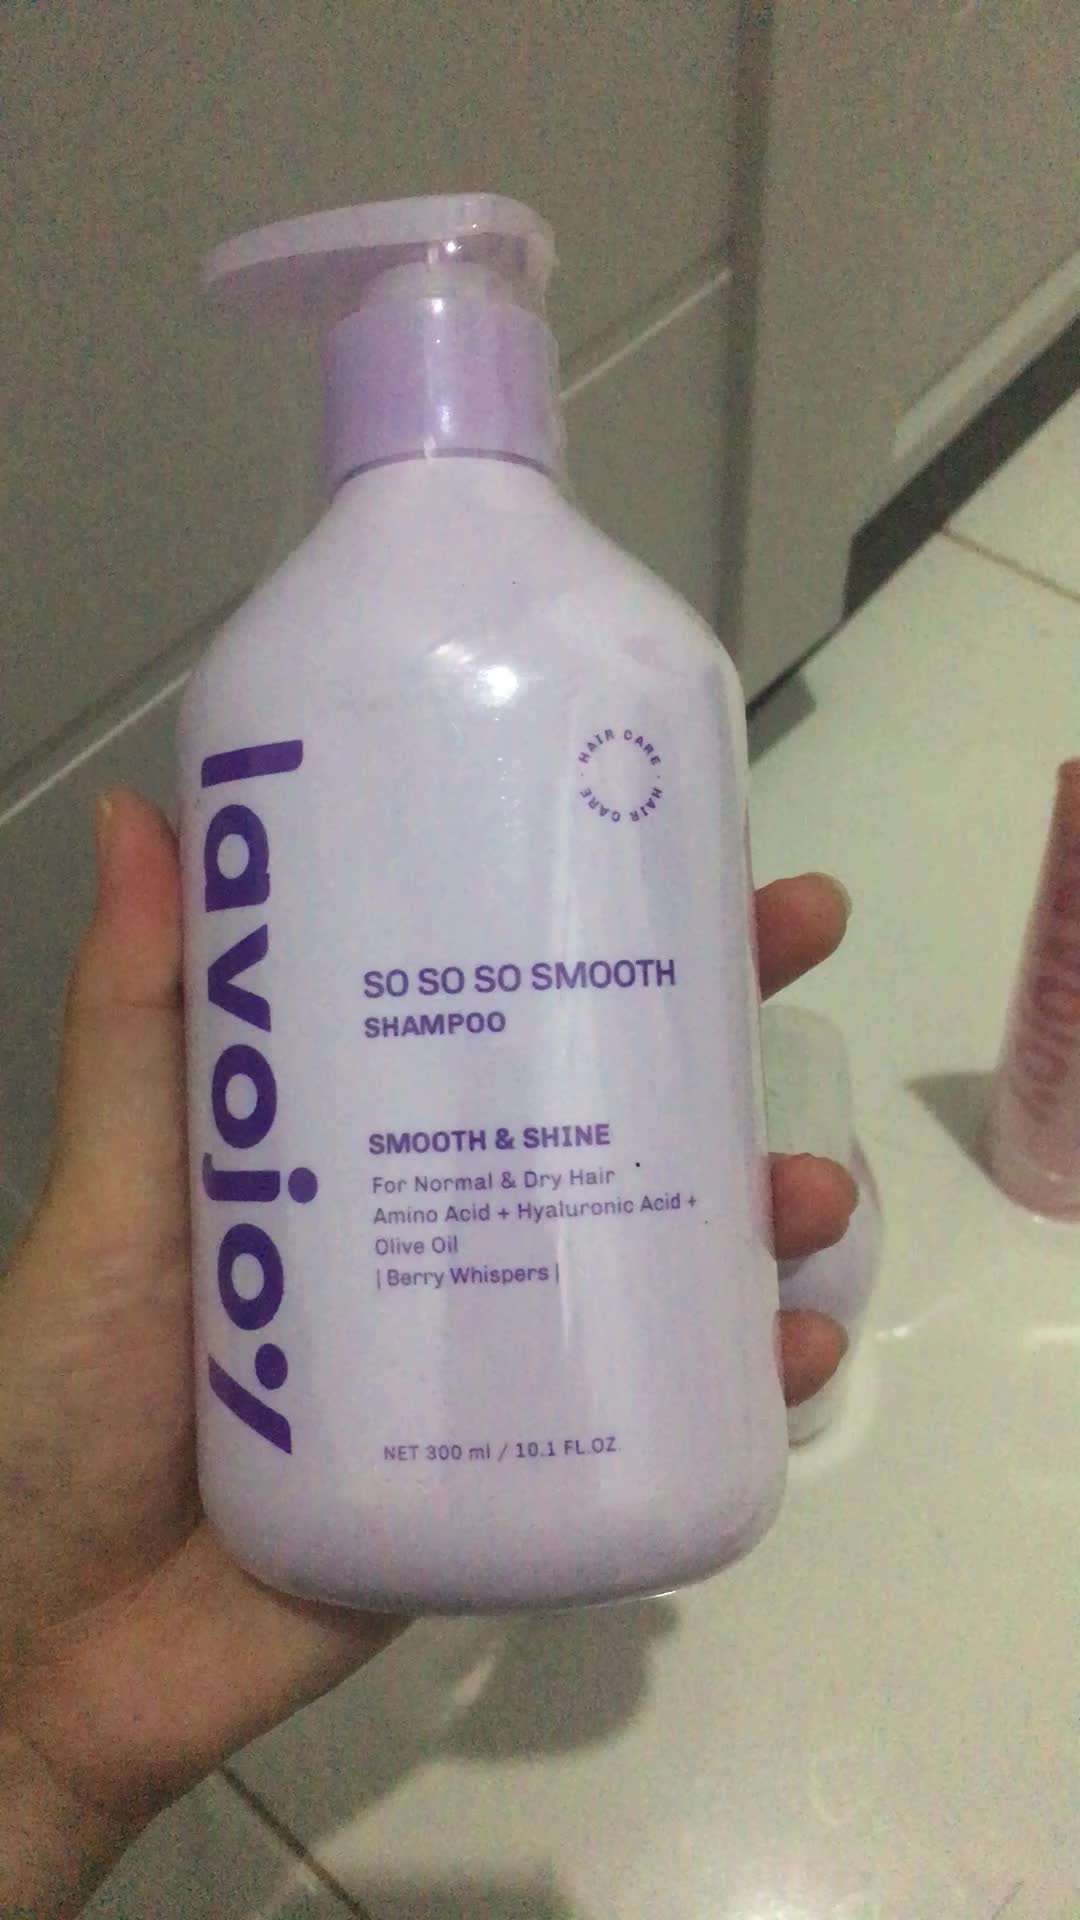 lavojoy
HAIR CARE · HAIR CARE ·
SO SO SO SMOOTH
SHAMPOO
SMOOTH & SHINE
For Normal & Dry Hair
Amino Acid + Hyaluronic Acid +
Olive Oil
| Berry Whispers |
NET 300 ml / 10.1 FL.OZ.